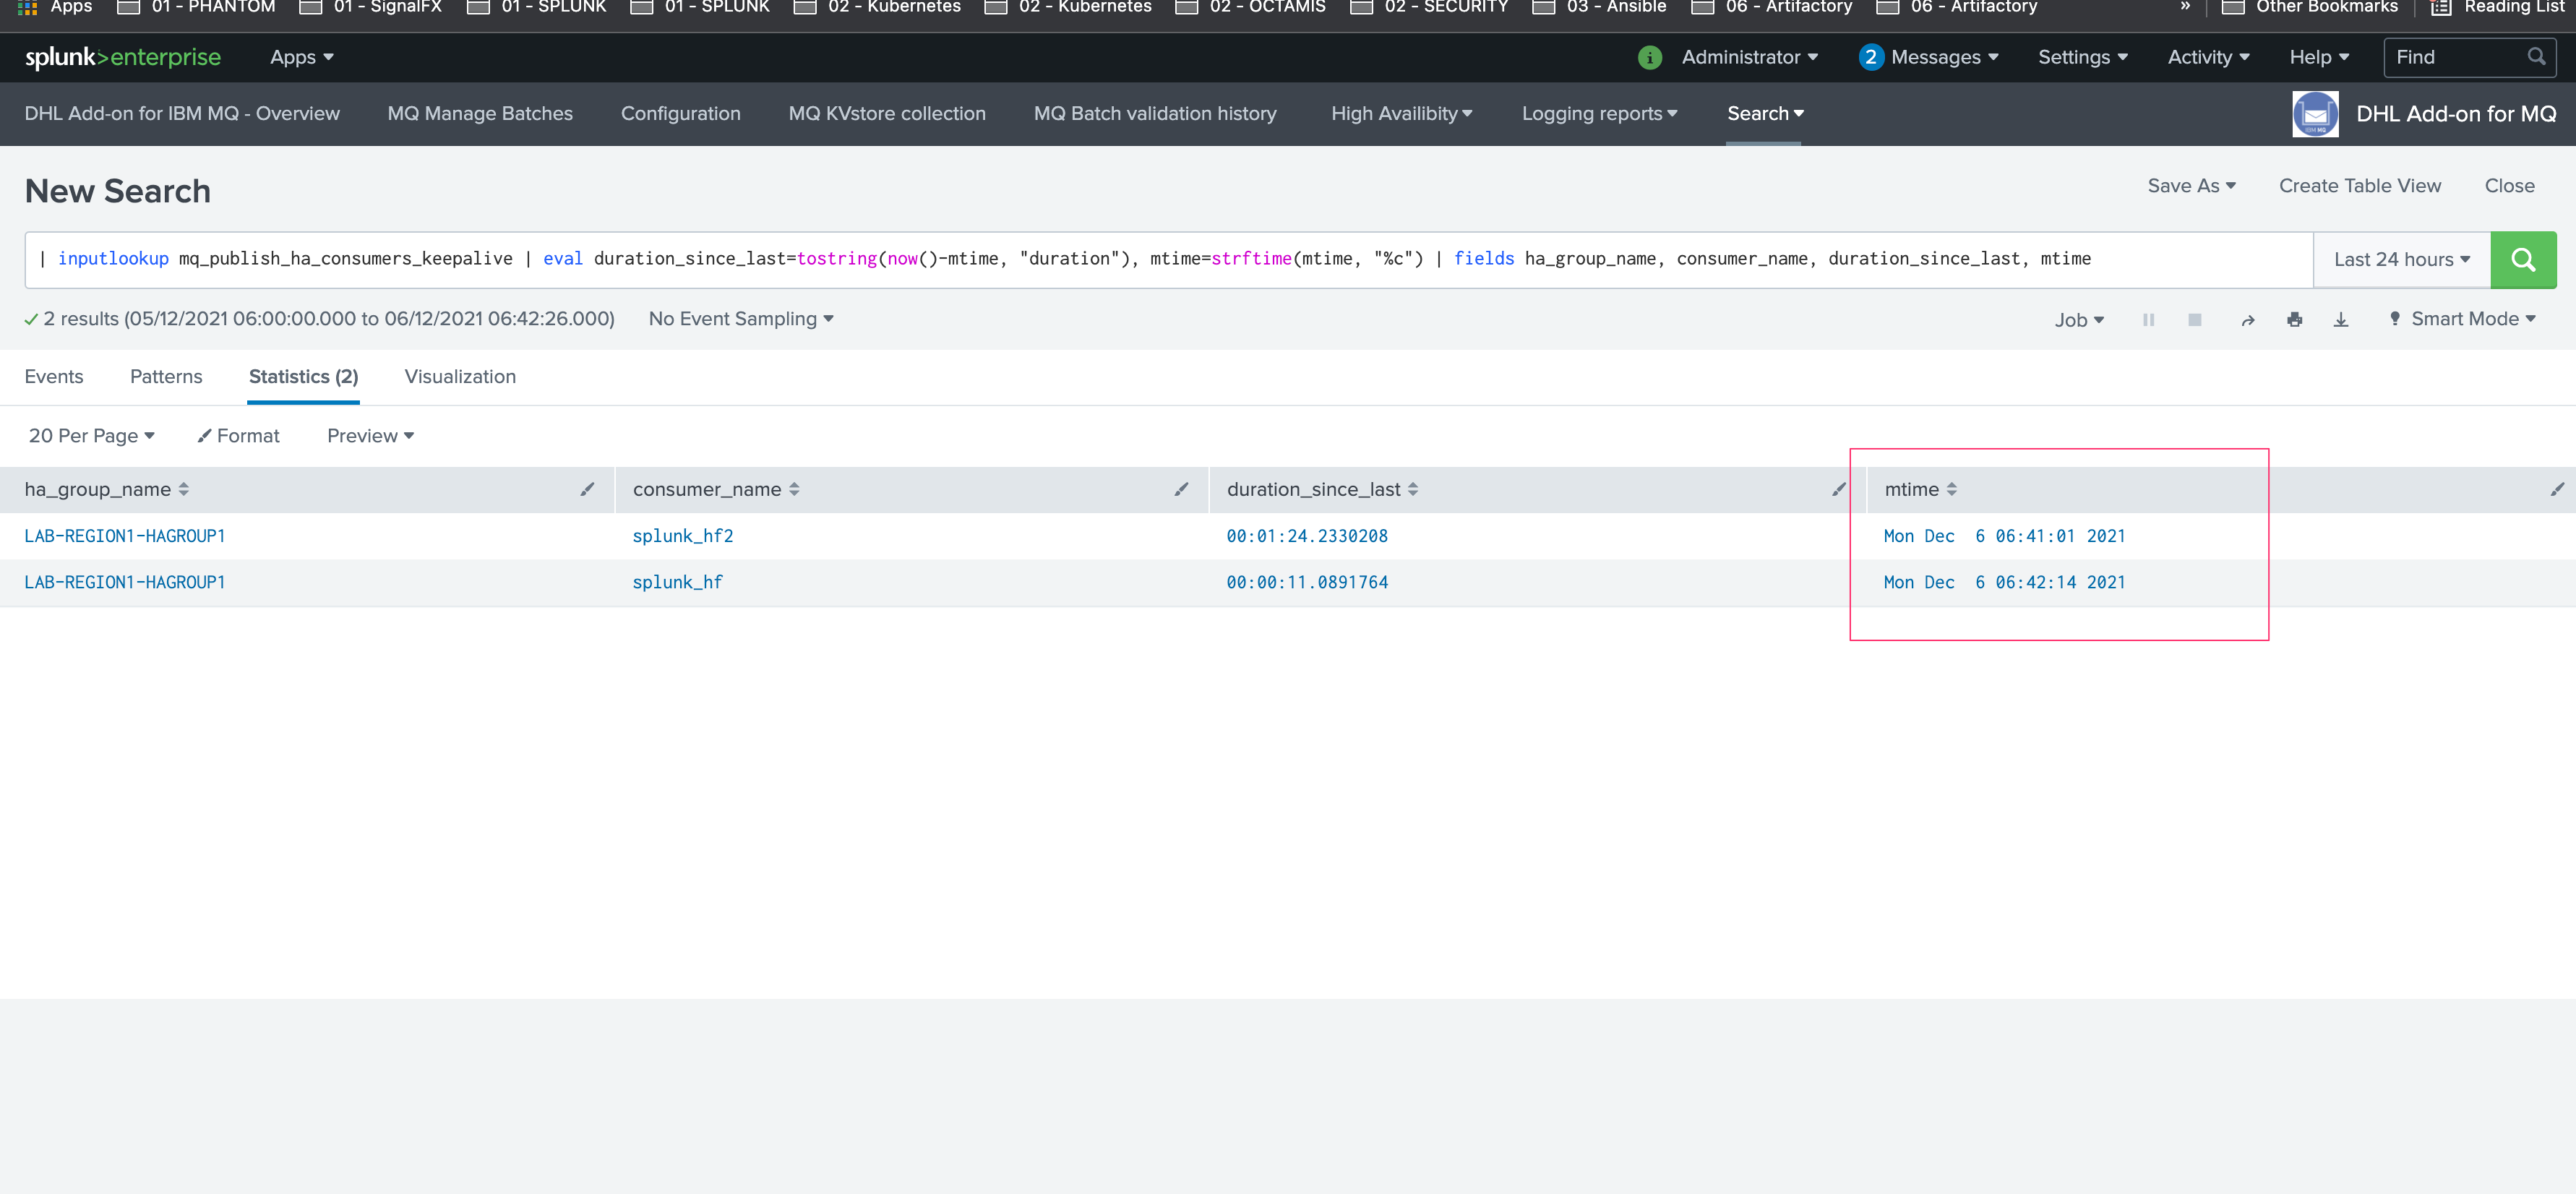 Apps 01 - PHANTOM 01 - SignalFX 01 - SPLUNK 01 - SPLUNK 02 - Kubernetes 02 - Kubernetes 02 - OCTAMIS 02 - SECURITY 03 - Ansible 06 - Artifactory 06 - Artifactory » Other Bookmarks Reading List
splunk>enterprise Apps i Administrator 2 Messages Settings Activity Help Find
DHL Add-on for IBM MQ - Overview MQ Manage Batches Configuration MQ KVstore collection MQ Batch validation history High Availibity Logging reports Search IBM MQ DHL Add-on for MQ
New Search Save As Create Table View Close
| inputlookup mq_publish_ha_consumers_keepalive | eval duration_since_last=tostring(now()-mtime, "duration"), mtime=strftime(mtime, "%c") | fields ha_group_name, consumer_name, duration_since_last, mtime Last 24 hours
2 results (05/12/2021 06:00:00.000 to 06/12/2021 06:42:26.000) No Event Sampling Job Smart Mode
Events Patterns Statistics (2) Visualization
20 Per Page Format Preview
ha_group_name consumer_name duration_since_last mtime
LAB-REGION1-HAGROUP1 splunk_hf2 00:01:24.2330208 Mon Dec  6 06:41:01 2021
LAB-REGION1-HAGROUP1 splunk_hf 00:00:11.0891764 Mon Dec  6 06:42:14 2021